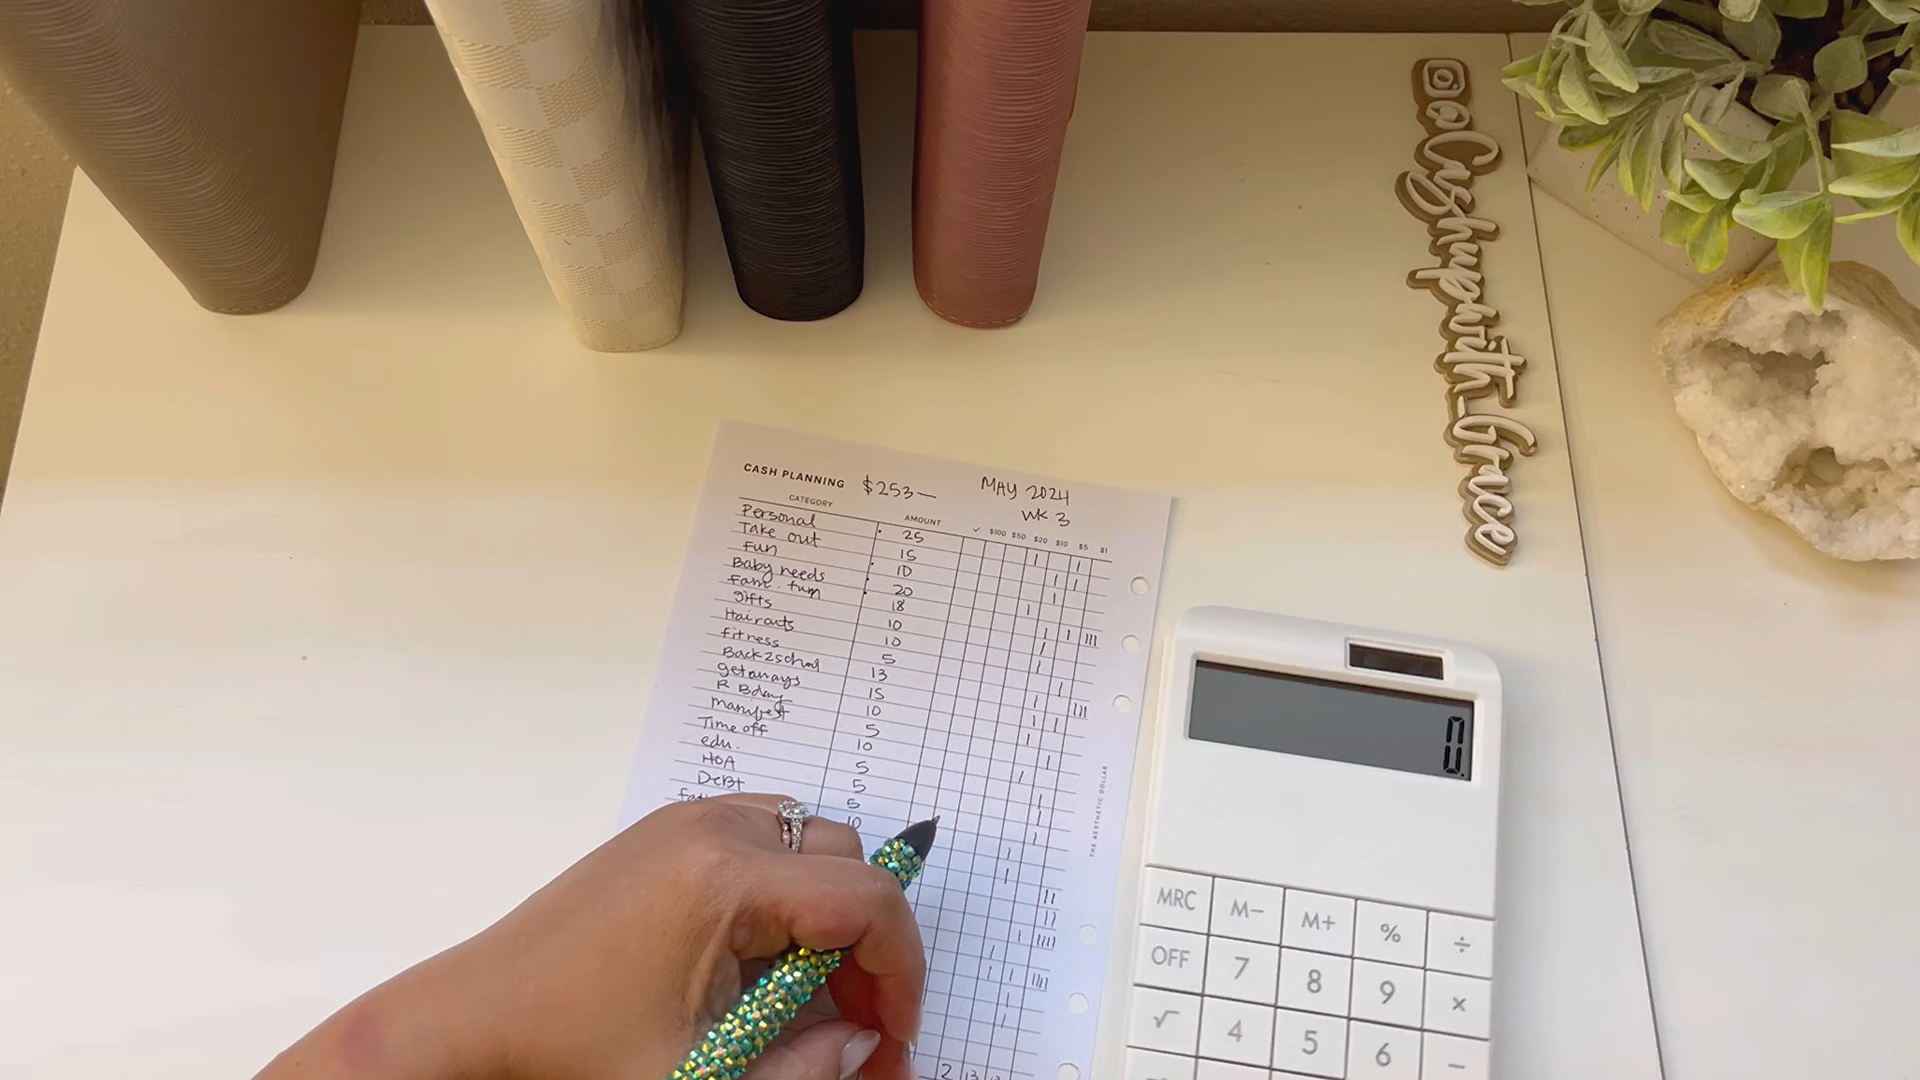 @Cashupwith_Grace
CASH PLANNING $253— MAY 2024
WK 3
CATEGORY AMOUNT ✓ $100 $50 $20 $10 $5 $1
Personal 25
Take out 15
Fun 10
Baby needs 20
Fam. fun 18
gifts 10
Haircuts 10
fitness 5
Back2school 13
getaways 15
R Bday 10
manifest 5
Time off 10
edu. 5
HOA 5
Debt 5
10
2 13
THE AESTHETIC DOLLAR
0.
MRC M− M+ % ÷
OFF 7 8 9 ×
√ 4 5 6 −